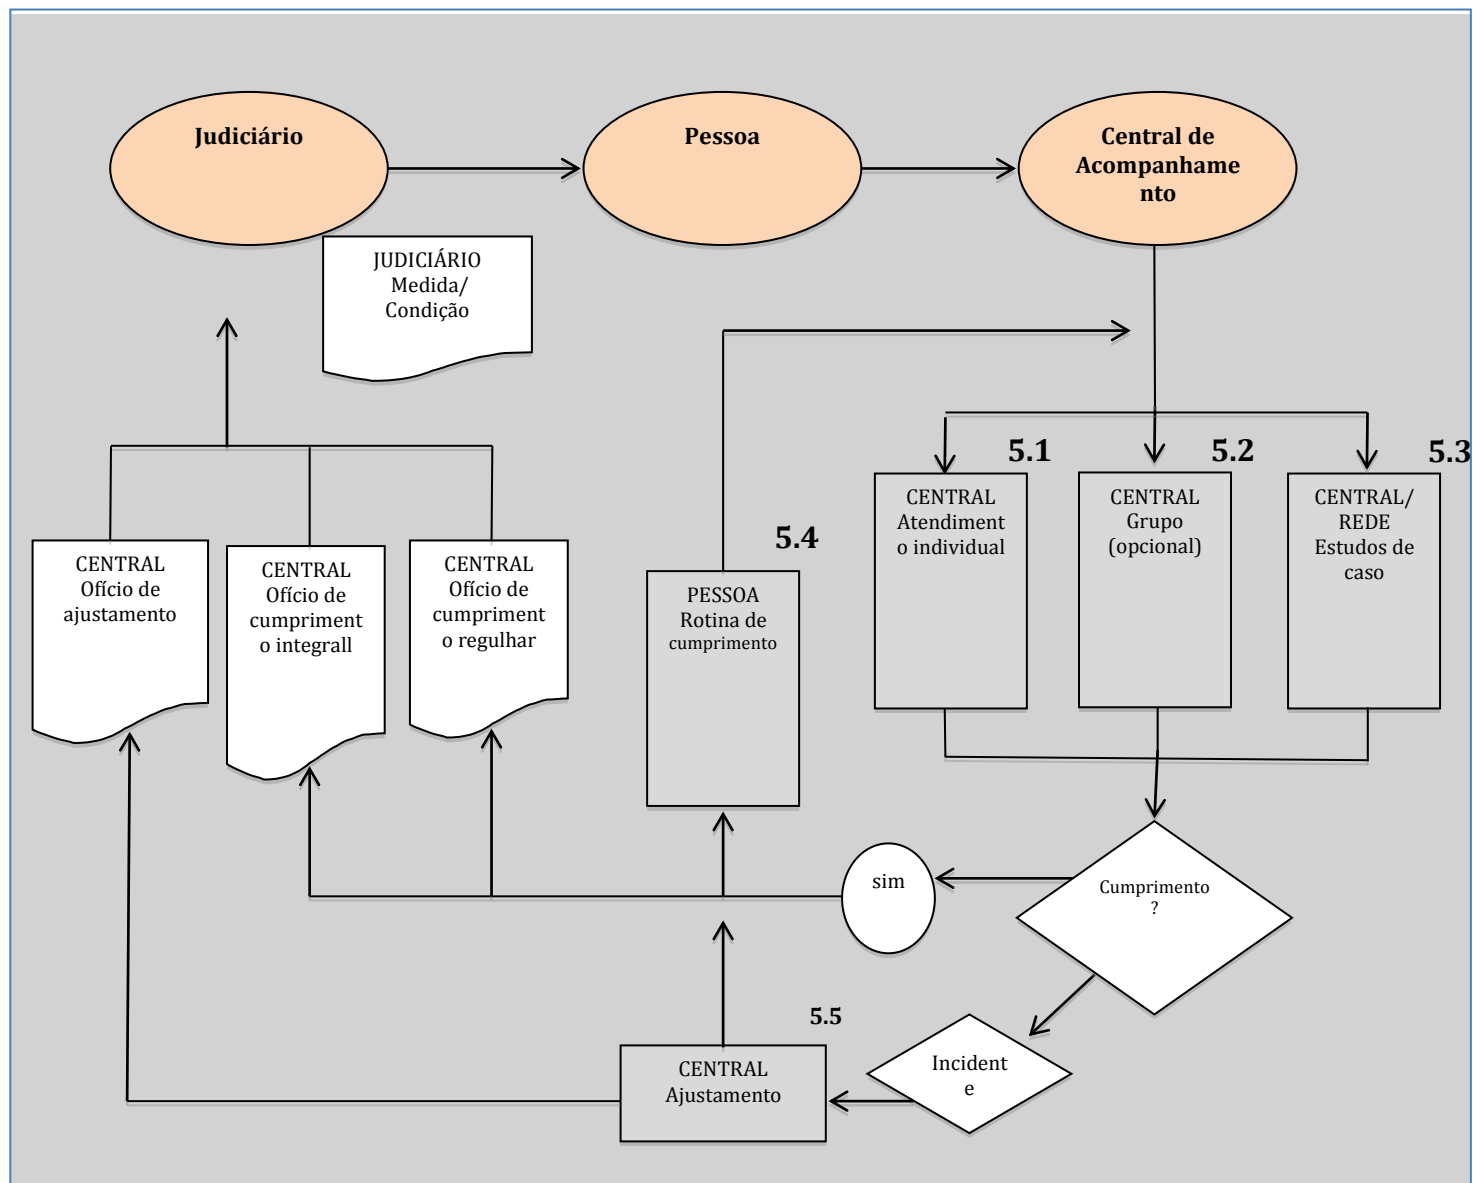 Judiciário
Pessoa
Central de
Acompanhame
nto
JUDICIÁRIO
Medida/
Condição
5.1
5.2
5.3
CENTRAL
Atendiment
o individual
CENTRAL
Grupo
(opcional)
CENTRAL/
REDE
Estudos de
caso
5.4
CENTRAL
Ofício de
ajustamento
CENTRAL
Ofício de
cumpriment
o integrall
CENTRAL
Ofício de
cumpriment
o regulhar
PESSOA
Rotina de
cumprimento
sim
Cumprimento
?
5.5
CENTRAL
Ajustamento
Incident
e